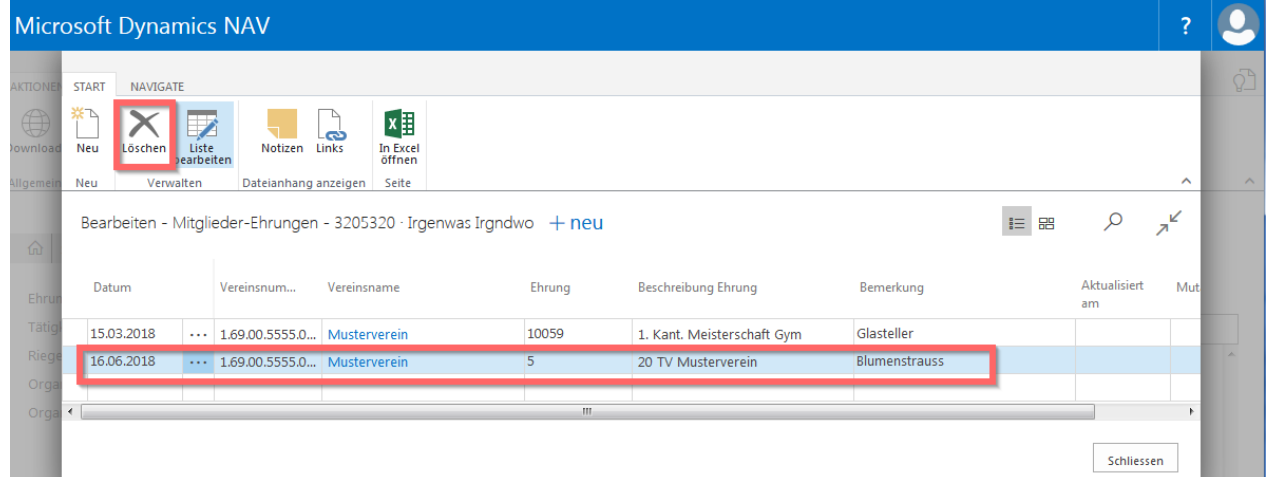 Microsoft Dynamics NAV ?
AKTIONEN START NAVIGATE
Download Neu Löschen Liste bearbeiten Notizen Links In Excel öffnen
Allgemein Neu Verwalten Dateianhang anzeigen Seite
Bearbeiten - Mitglieder-Ehrungen - 3205320 · Irgenwas Irgndwo + neu
Datum Vereinsnum... Vereinsname Ehrung Beschreibung Ehrung Bemerkung Aktualisiert am Mut
Ehrun
15.03.2018 ... 1.69.00.5555.0... Musterverein 10059 1. Kant. Meisterschaft Gym Glasteller
Tätig
16.06.2018 ... 1.69.00.5555.0... Musterverein 5 20 TV Musterverein Blumenstrauss
Riege
Orga
Orga
Schliessen